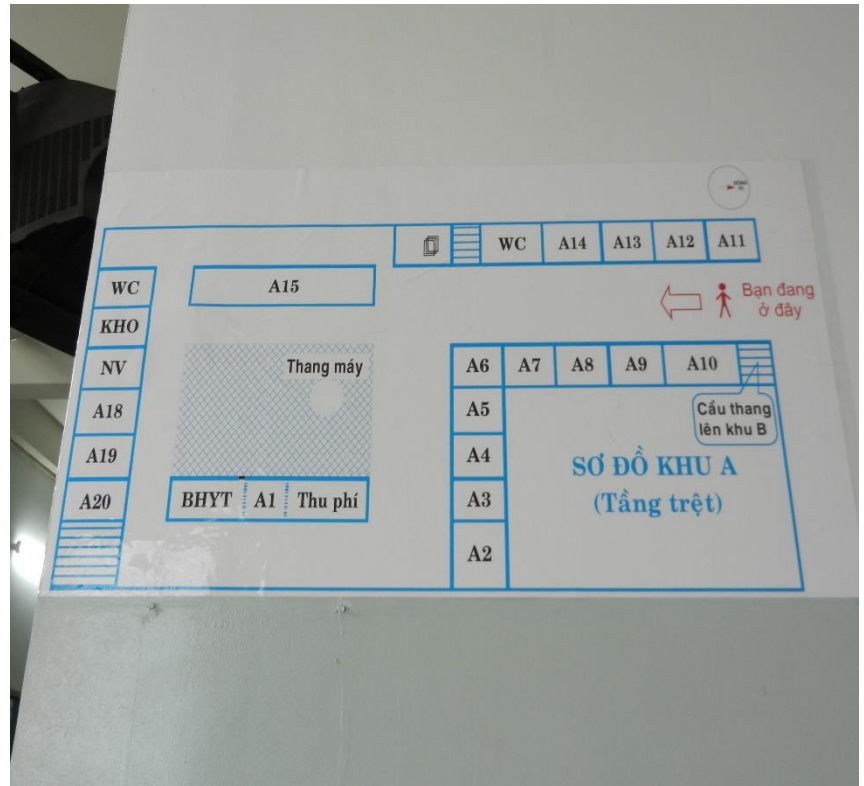 ĐÔNG
WC A14 A13 A12 A11
A15
WC
Bạn đang
ở đây
KHO
NV
Thang máy
A6 A7 A8 A9 A10
A18
A5
Cầu thang
lên khu B
A19
A4
SƠ ĐỒ KHU A
A20
BHYT A1 Thu phí
A3
(Tầng trệt)
A2